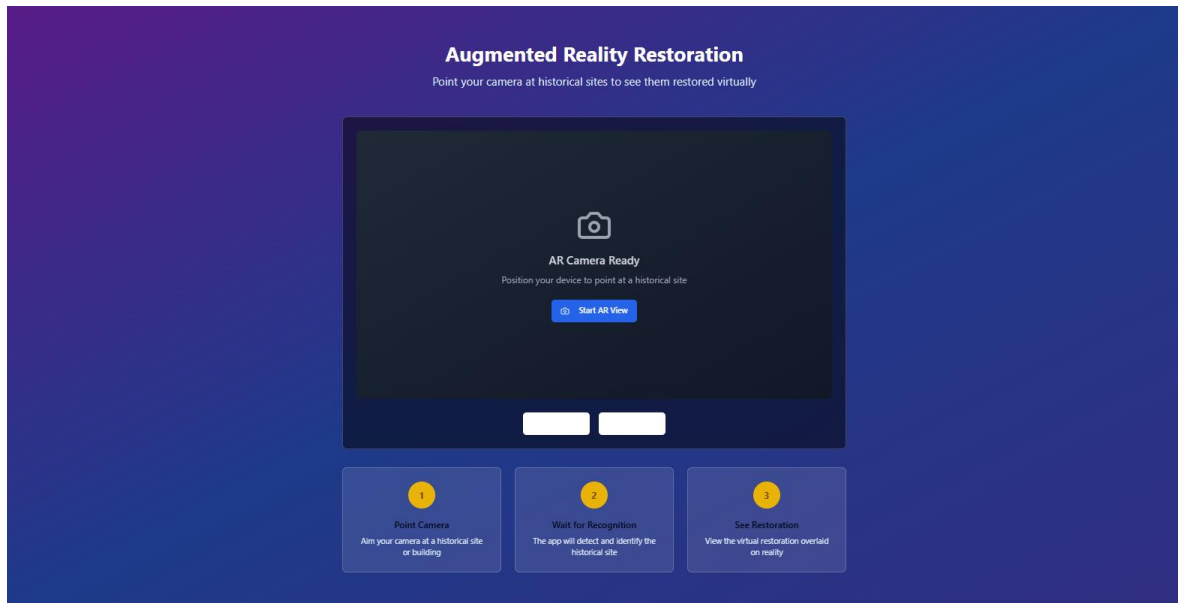 Augmented Reality Restoration
Point your camera at historical sites to see them restored virtually
AR Camera Ready
Position your device to point at a historical site
Start AR View
1
Point Camera
Aim your camera at a historical site
or building
2
Wait for Recognition
The app will detect and identify the
historical site
3
See Restoration
View the virtual restoration overlaid
on reality